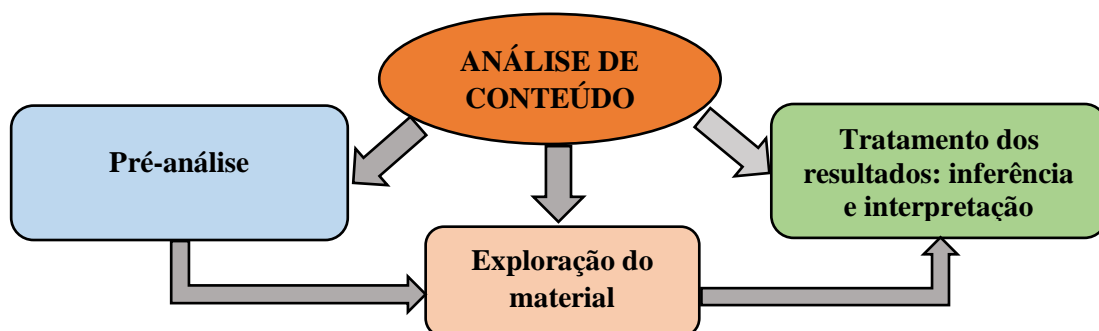 ANÁLISE DE
CONTEÚDO
Pré-análise
Exploração do
material
Tratamento dos
resultados: inferência
e interpretação